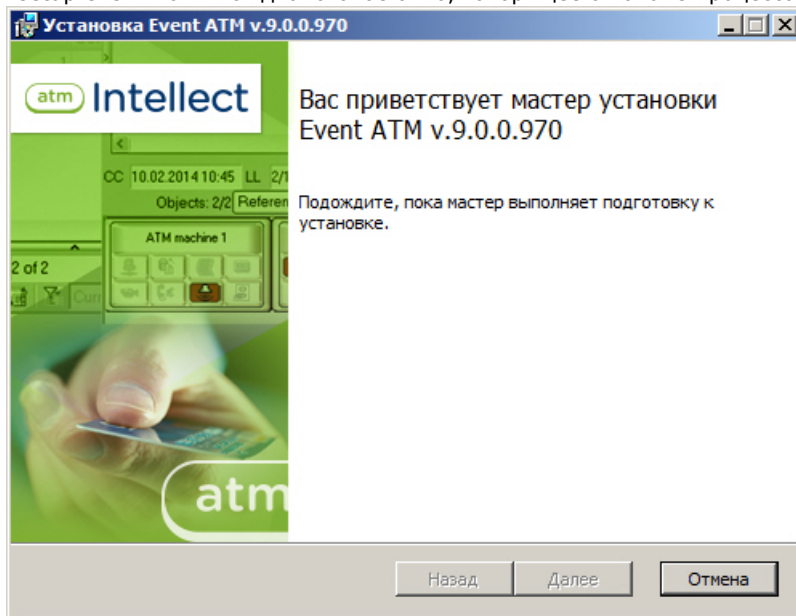 Установка Event ATM v.9.0.0.970
atm Intellect
Вас приветствует мастер установки
Event ATM v.9.0.0.970
CC 10.02.2014 10:45 LL
Objects: 2/2
Подождите, пока мастер выполняет подготовку к
установке.
ATM machine 1
2 of 2
atm
Назад Далее Отмена